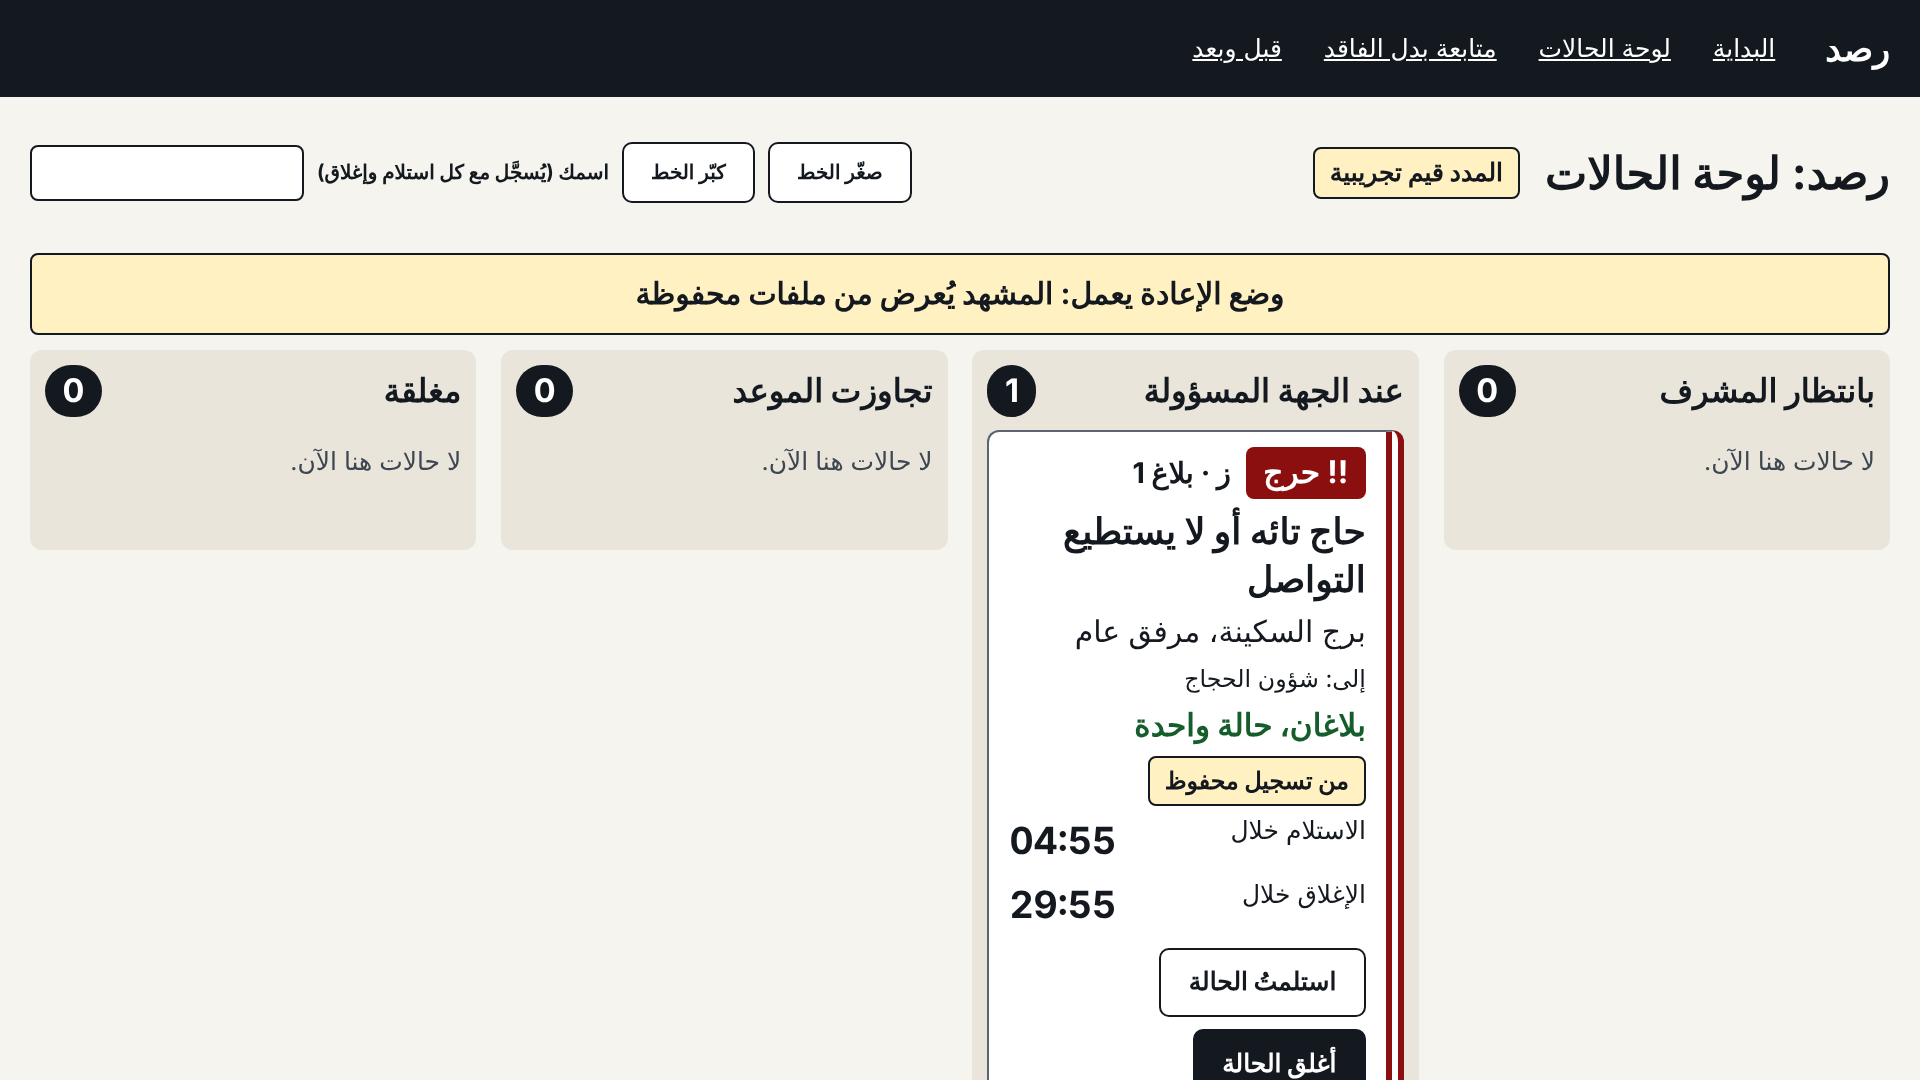 رصد
البداية
لوحة الحالات
متابعة بدل الفاقد
قبل وبعد
رصد: لوحة الحالات
المدد قيم تجريبية
صغّر الخط
كبّر الخط
اسمك (يُسجَّل مع كل استلام وإغلاق)
وضع الإعادة يعمل: المشهد يُعرض من ملفات محفوظة
بانتظار المشرف
0
لا حالات هنا الآن.
عند الجهة المسؤولة
1
!! حرج
ز · بلاغ 1
حاج تائه أو لا يستطيع
التواصل
برج السكينة، مرفق عام
إلى: شؤون الحجاج
بلاغان، حالة واحدة
من تسجيل محفوظ
الاستلام خلال
04:55
الإغلاق خلال
29:55
استلمتُ الحالة
أغلق الحالة
تجاوزت الموعد
0
لا حالات هنا الآن.
مغلقة
0
لا حالات هنا الآن.